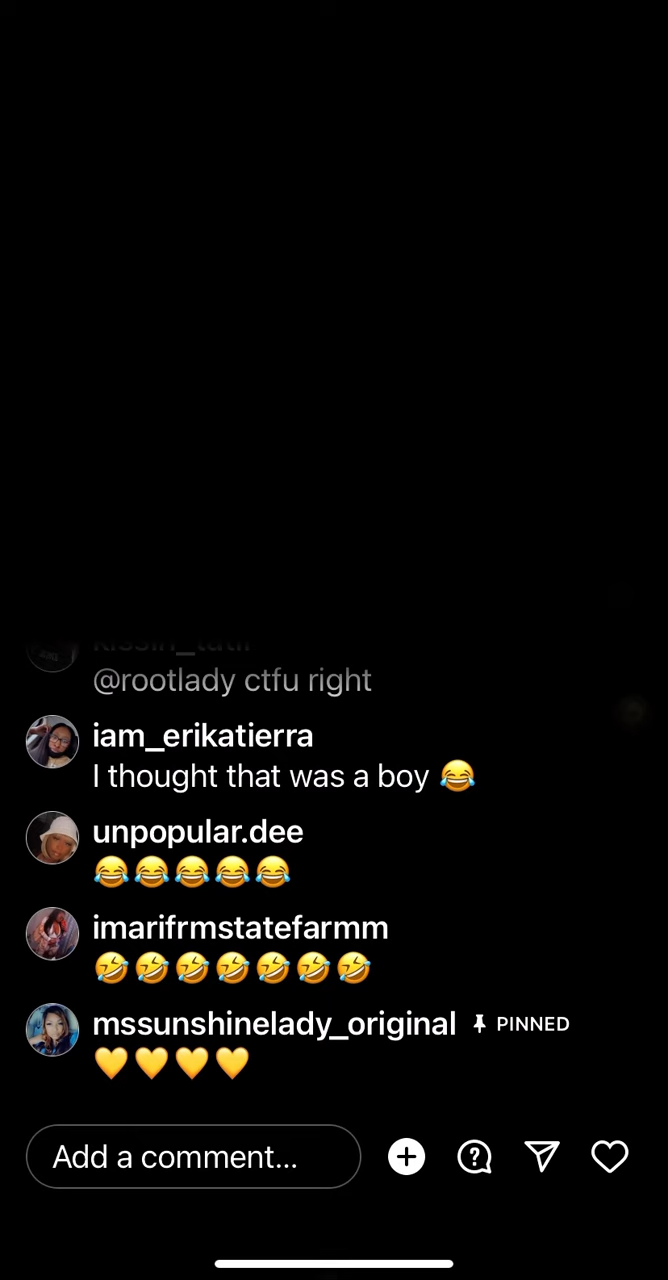 @rootlady ctfu right
iam_erikatierra
I thought that was a boy 😂
unpopular.dee
😂😂😂😂😂
imarifrmstatefarmm
🤣🤣🤣🤣🤣🤣🤣
mssunshinelady_original PINNED
💛💛💛💛
Add a comment...